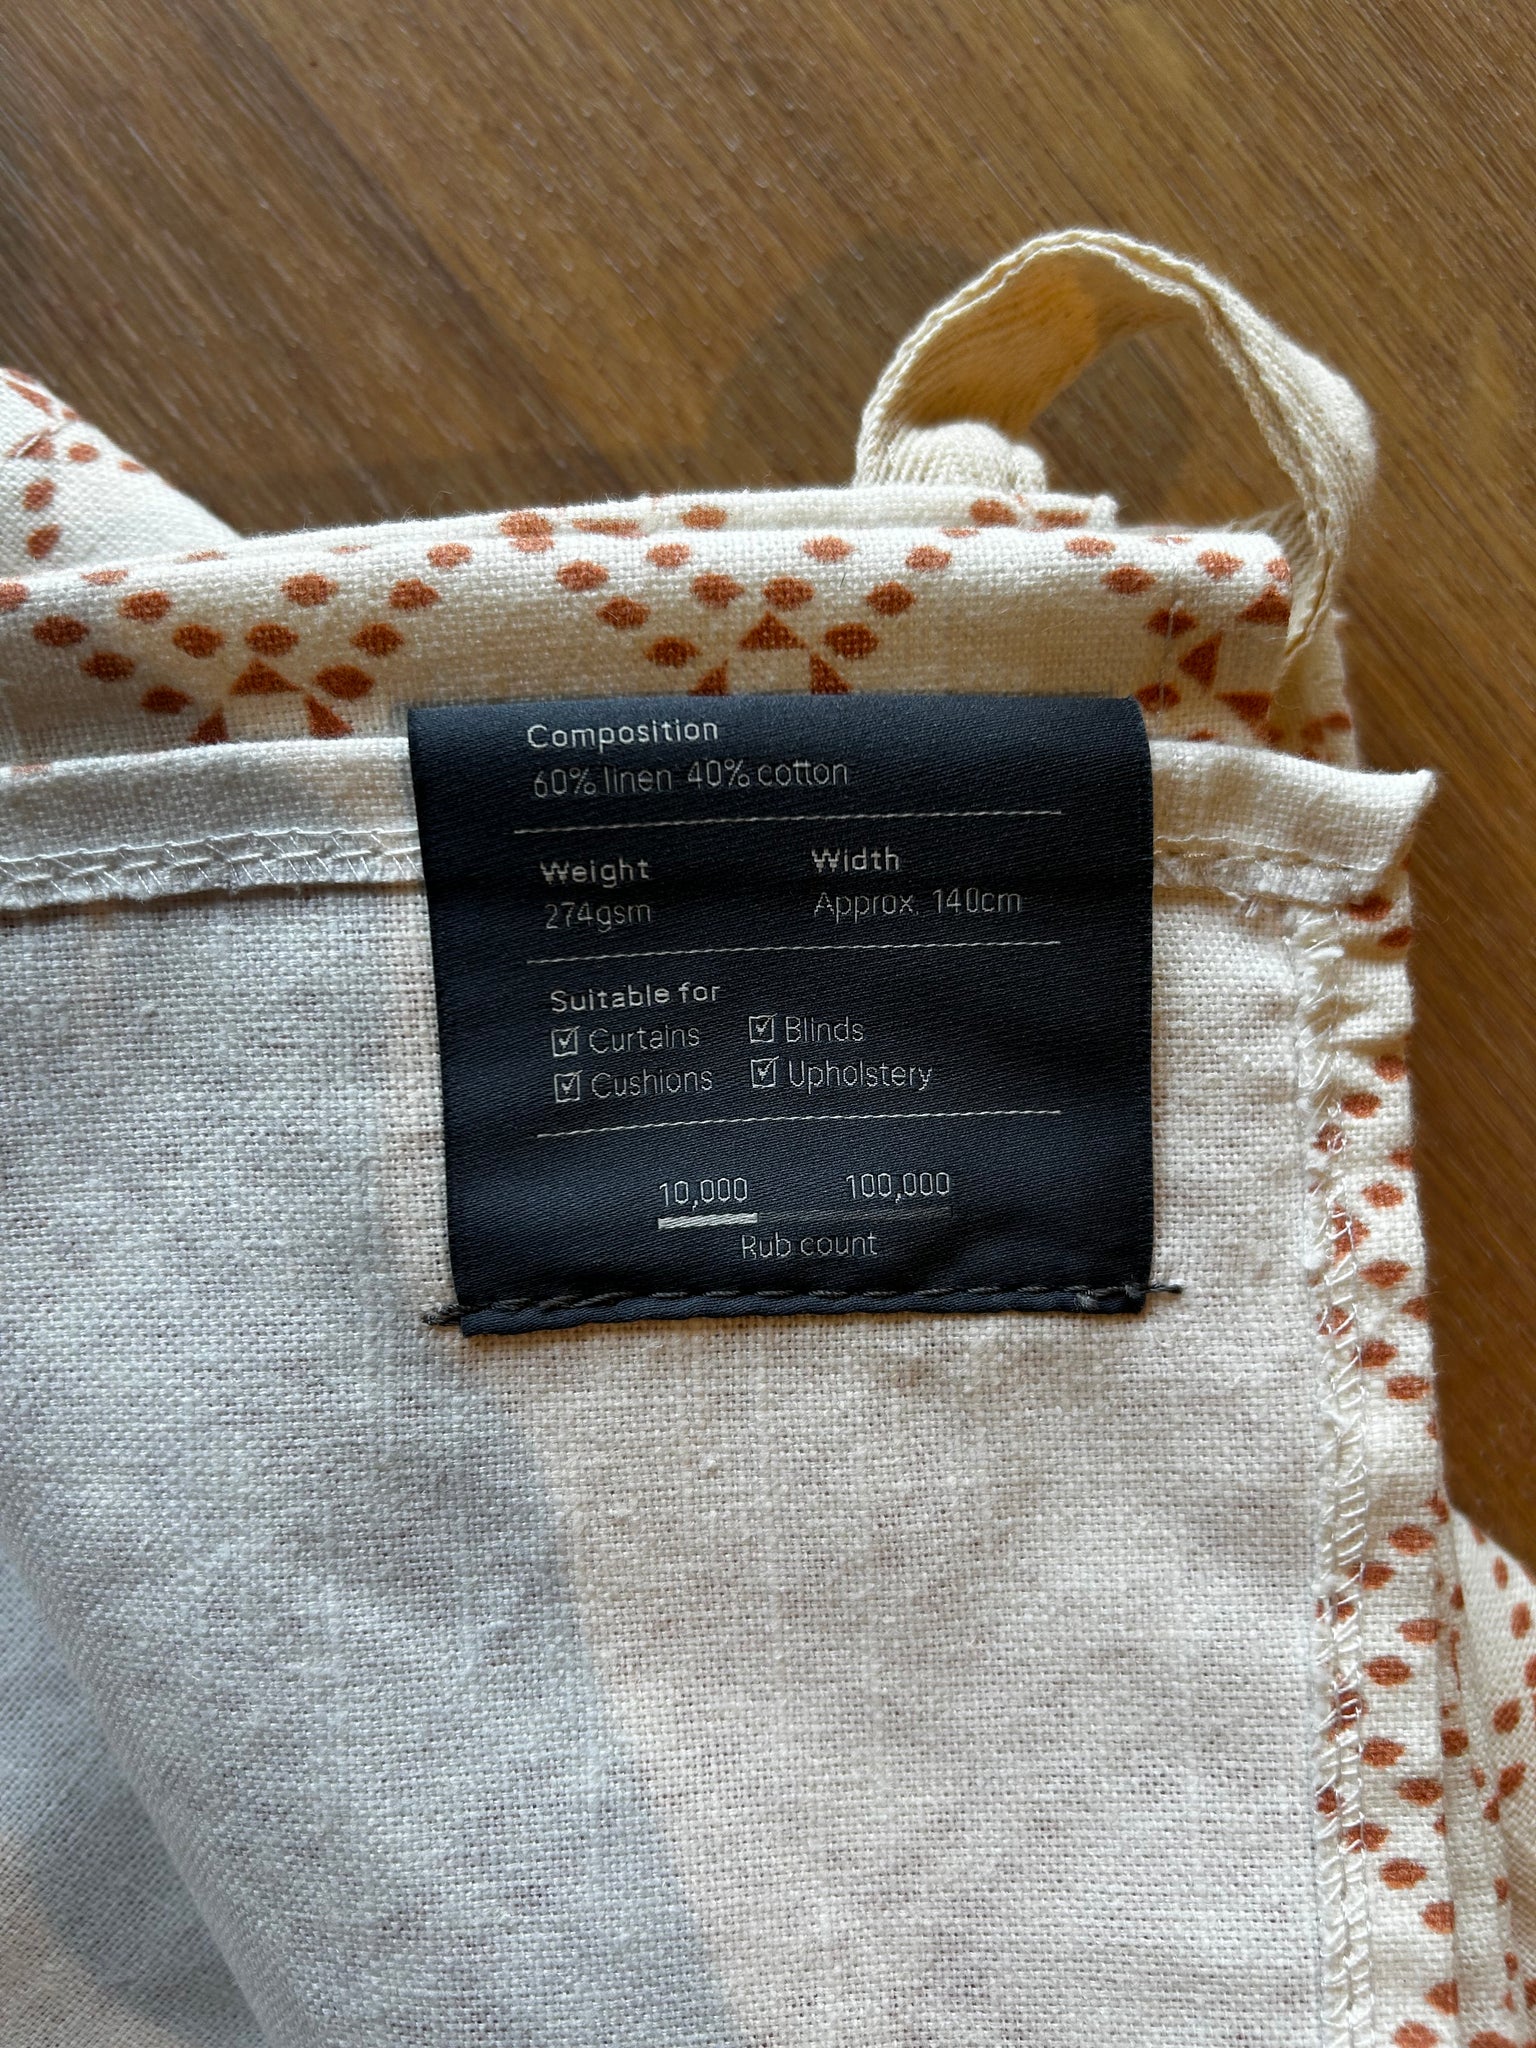 Composition
60% linen 40% cotton
Weight Width
274gsm Approx. 140cm
Suitable for
Curtains Blinds
Cushions Upholstery
10,000 100,000
Rub count